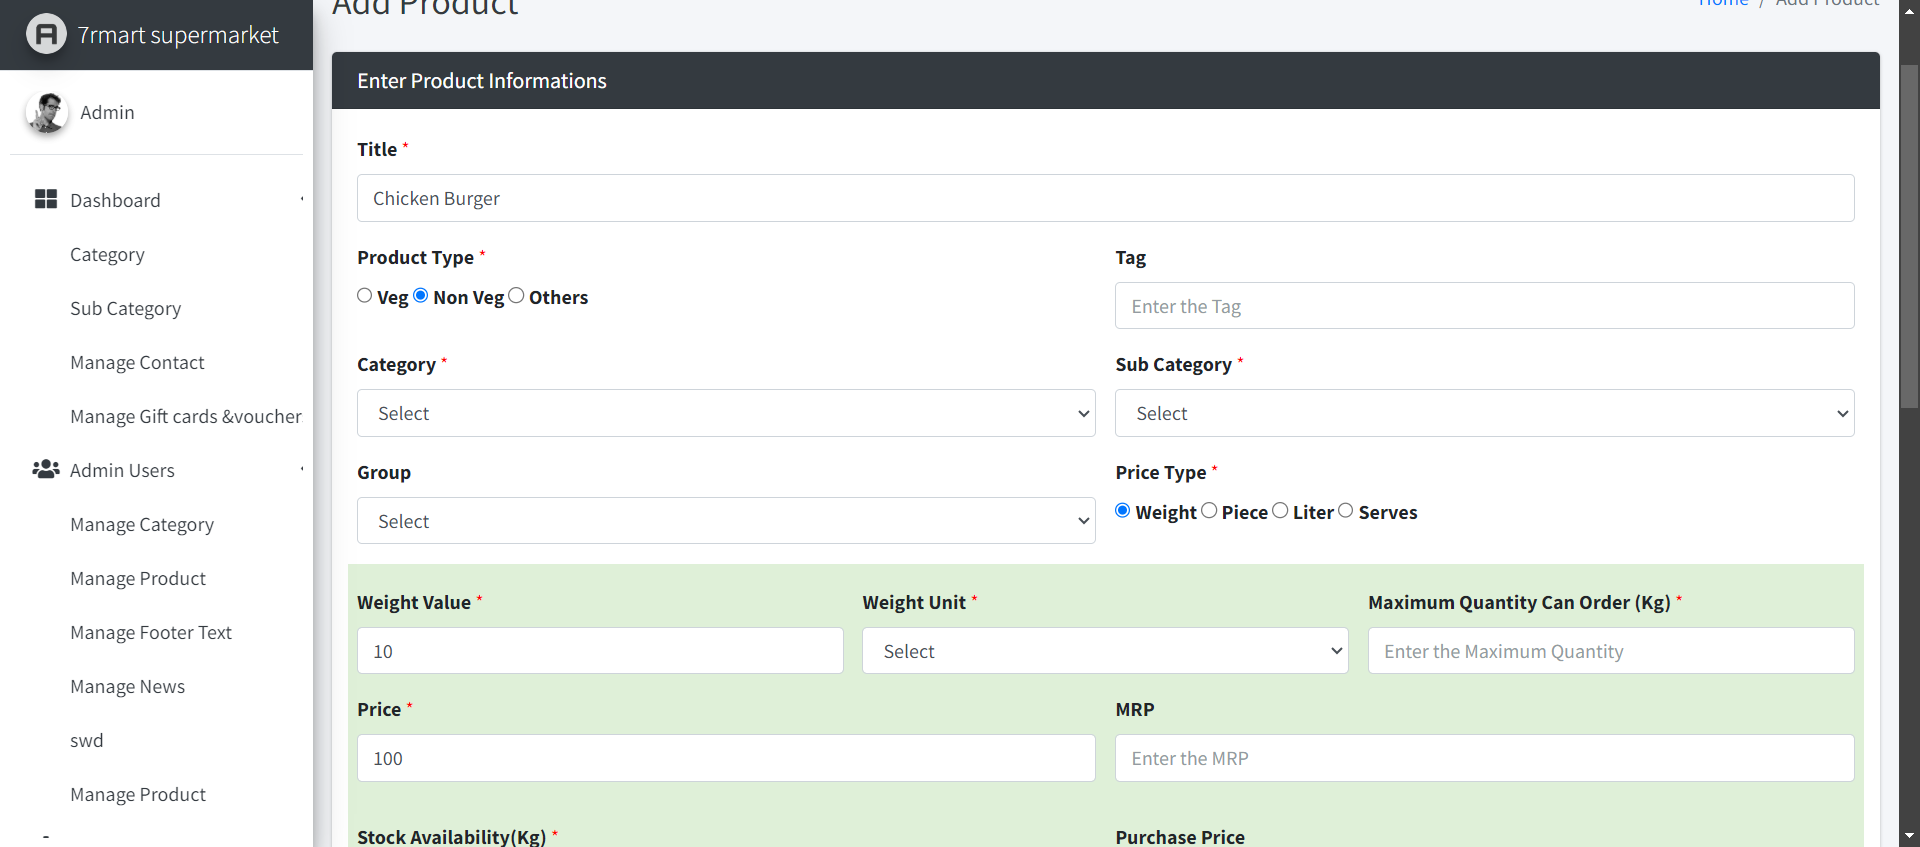 Add Product
Home / Add Product
7rmart supermarket
Admin
Dashboard
Category
Sub Category
Manage Contact
Manage Gift cards &voucher
Admin Users
Manage Category
Manage Product
Manage Footer Text
Manage News
swd
Manage Product
Enter Product Informations
Title *
Chicken Burger
Product Type *
Veg Non Veg Others
Tag
Enter the Tag
Category *
Select
Sub Category *
Select
Group
Select
Price Type *
Weight Piece Liter Serves
Weight Value *
10
Weight Unit *
Select
Maximum Quantity Can Order (Kg) *
Enter the Maximum Quantity
Price *
100
MRP
Enter the MRP
Stock Availability(Kg) *
Purchase Price